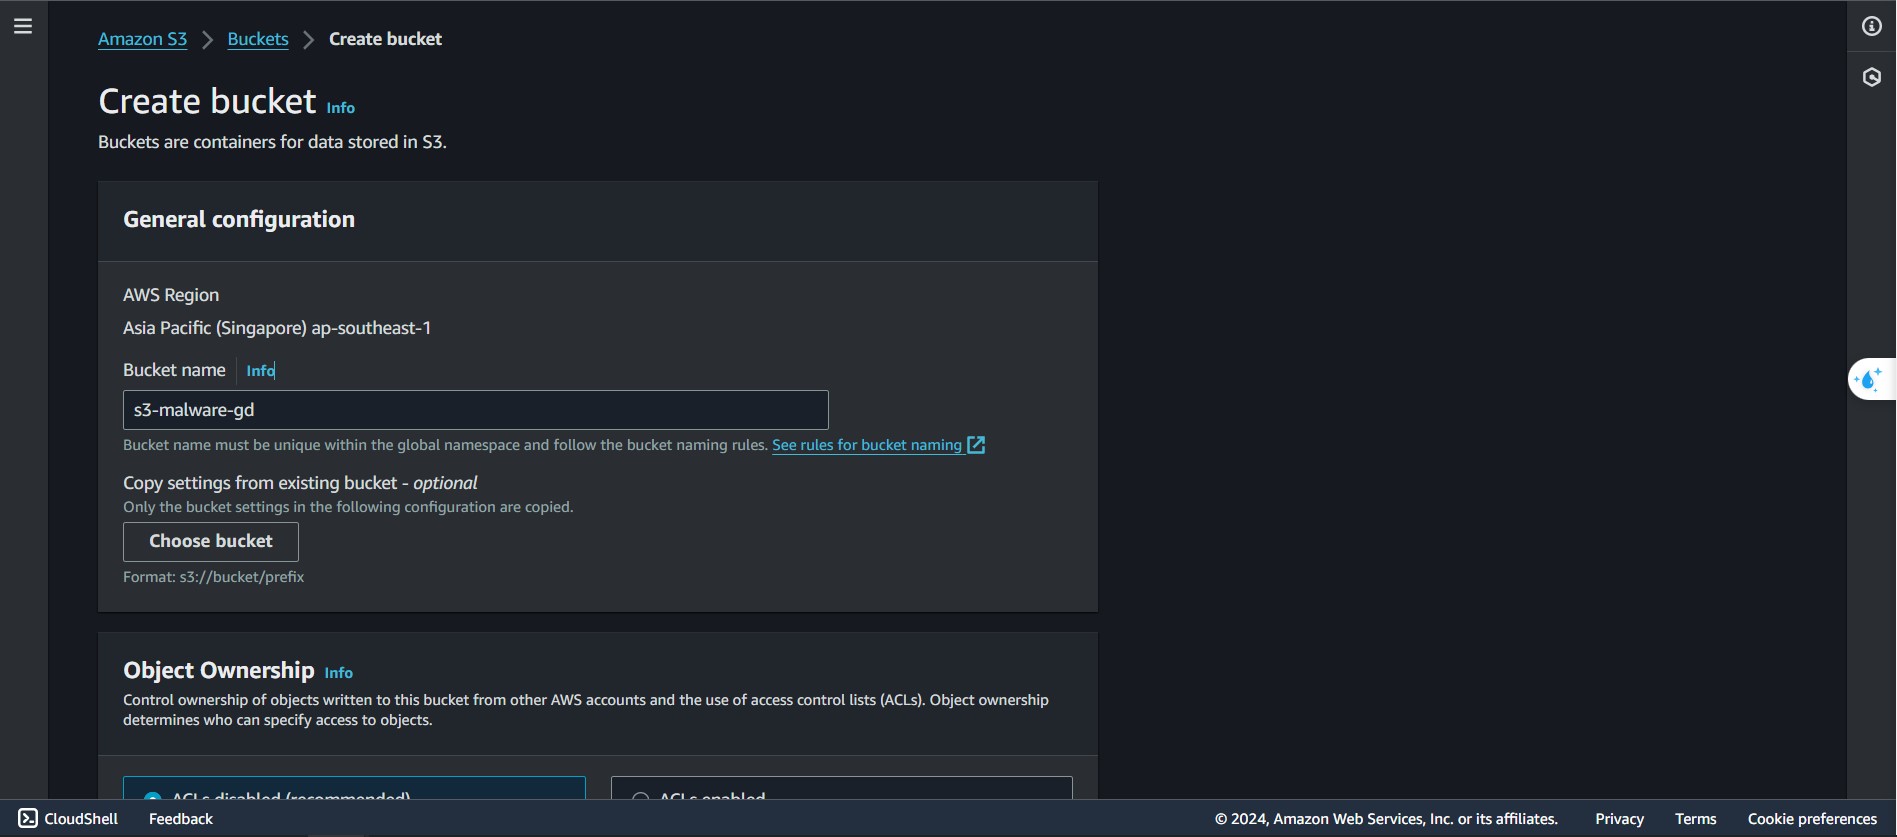 Amazon S3 > Buckets > Create bucket
Create bucket Info
Buckets are containers for data stored in S3.
General configuration
AWS Region
Asia Pacific (Singapore) ap-southeast-1
Bucket name Info
s3-malware-gd
Bucket name must be unique within the global namespace and follow the bucket naming rules. See rules for bucket naming
Copy settings from existing bucket - optional
Only the bucket settings in the following configuration are copied.
Choose bucket
Format: s3://bucket/prefix
Object Ownership Info
Control ownership of objects written to this bucket from other AWS accounts and the use of access control lists (ACLs). Object ownership
determines who can specify access to objects.
ACLs disabled (recommended) ACLs enabled
CloudShell Feedback © 2024, Amazon Web Services, Inc. or its affiliates. Privacy Terms Cookie preferences